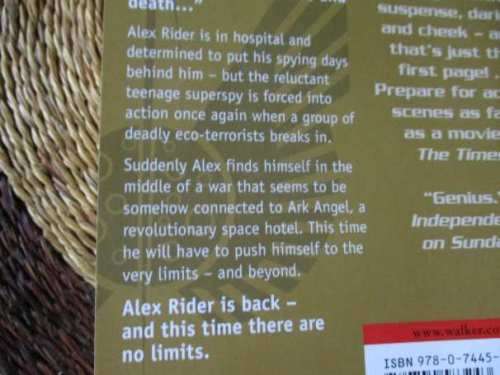 and
death..."
Alex Rider is in hospital and
determined to put his spying days
behind him – but the reluctant
teenage superspy is forced into
action once again when a group of
deadly eco-terrorists breaks in.
Suddenly Alex finds himself in the
middle of a war that seems to be
somehow connected to Ark Angel, a
revolutionary space hotel. This time
he will have to push himself to the
very limits – and beyond.
Alex Rider is back –
and this time there are
no limits.
suspense, dar
and cheek – a
that's just th
first page!
Prepare for ac
scenes as fa
as a movie
The Times
"Genius."
Independe
on Sunda
www.walker.co
ISBN 978-0-7445-